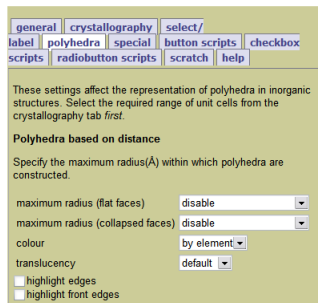 general crystallography select/
label polyhedra special button scripts checkbox
scripts radiobutton scripts scratch help
These settings affect the representation of polyhedra in inorganic
structures. Select the required range of unit cells from the
crystallography tab first.
Polyhedra based on distance
Specify the maximum radius(Å) within which polyhedra are
constructed.
maximum radius (flat faces) disable
maximum radius (collapsed faces) disable
colour by element
translucency default
highlight edges
highlight front edges